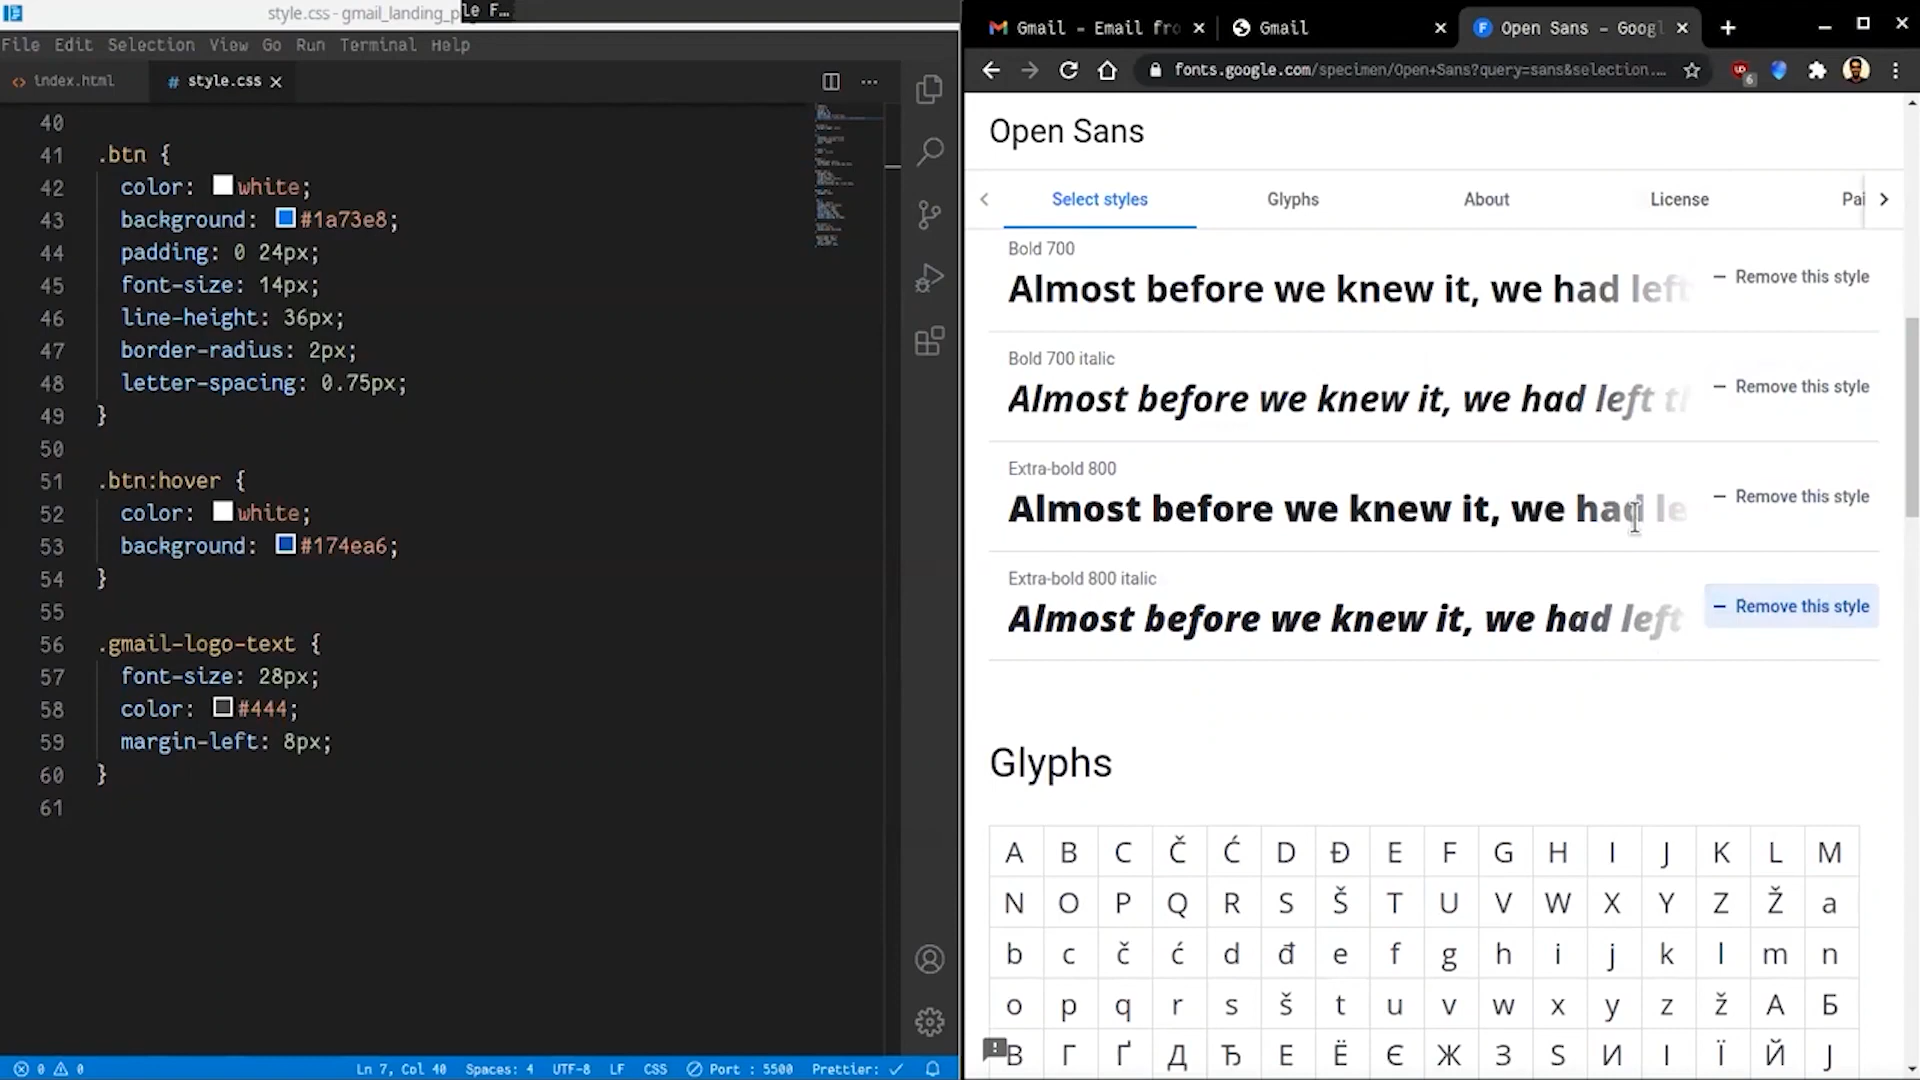 style.css - gmail_landing_p
le F...
File Edit Selection View Go Run Terminal Help
index.html
# style.css
40
41 .btn {
42 color: white;
43 background: #1a73e8;
44 padding: 0 24px;
45 font-size: 14px;
46 line-height: 36px;
47 border-radius: 2px;
48 letter-spacing: 0.75px;
49 }
50
51 .btn:hover {
52 color: white;
53 background: #174ea6;
54 }
55
56 .gmail-logo-text {
57 font-size: 28px;
58 color: #444;
59 margin-left: 8px;
60 }
61
0 0 Ln 7, Col 40 Spaces: 4 UTF-8 LF CSS Port : 5500 Prettier: ✓
Gmail - Email fro
Gmail
Open Sans - Googl
fonts.google.com/specimen/Open+Sans?query=sans&selection....
6
Open Sans
Select styles Glyphs About License Pai
Bold 700
Almost before we knew it, we had left
Remove this style
Bold 700 italic
Almost before we knew it, we had left th
Remove this style
Extra-bold 800
Almost before we knew it, we had le
Remove this style
Extra-bold 800 italic
Almost before we knew it, we had left
Remove this style
Glyphs
A B C Č Ć D Đ E F G H I J K L M
N O P Q R S Š T U V W X Y Z Ž a
b c č ć d đ e f g h i j k l m n
o p q r s š t u v w x y z ž А Б
В Г Ґ Д Ђ Е Ё Є Ж З Ѕ И І Ї Й Ј